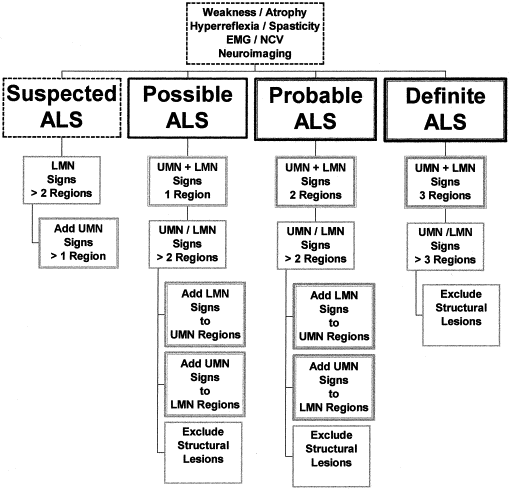 Weakness / Atrophy
Hyperreflexia / Spasticity
EMG / NCV
Neuroimaging
Suspected
ALS
LMN
Signs
> 2 Regions
Add UMN
Signs
> 1 Region
Possible
ALS
UMN + LMN
Signs
1 Region
UMN / LMN
Signs
> 2 Regions
Add LMN
Signs
to
UMN Regions
Add UMN
Signs
to
LMN Regions
Exclude
Structural
Lesions
Probable
ALS
UMN + LMN
Signs
2 Regions
UMN / LMN
Signs
> 2 Regions
Add LMN
Signs
to
UMN Regions
Add UMN
Signs
to
LMN Regions
Exclude
Structural
Lesions
Definite
ALS
UMN + LMN
Signs
3 Regions
UMN /LMN
Signs
> 3 Regions
Exclude
Structural
Lesions